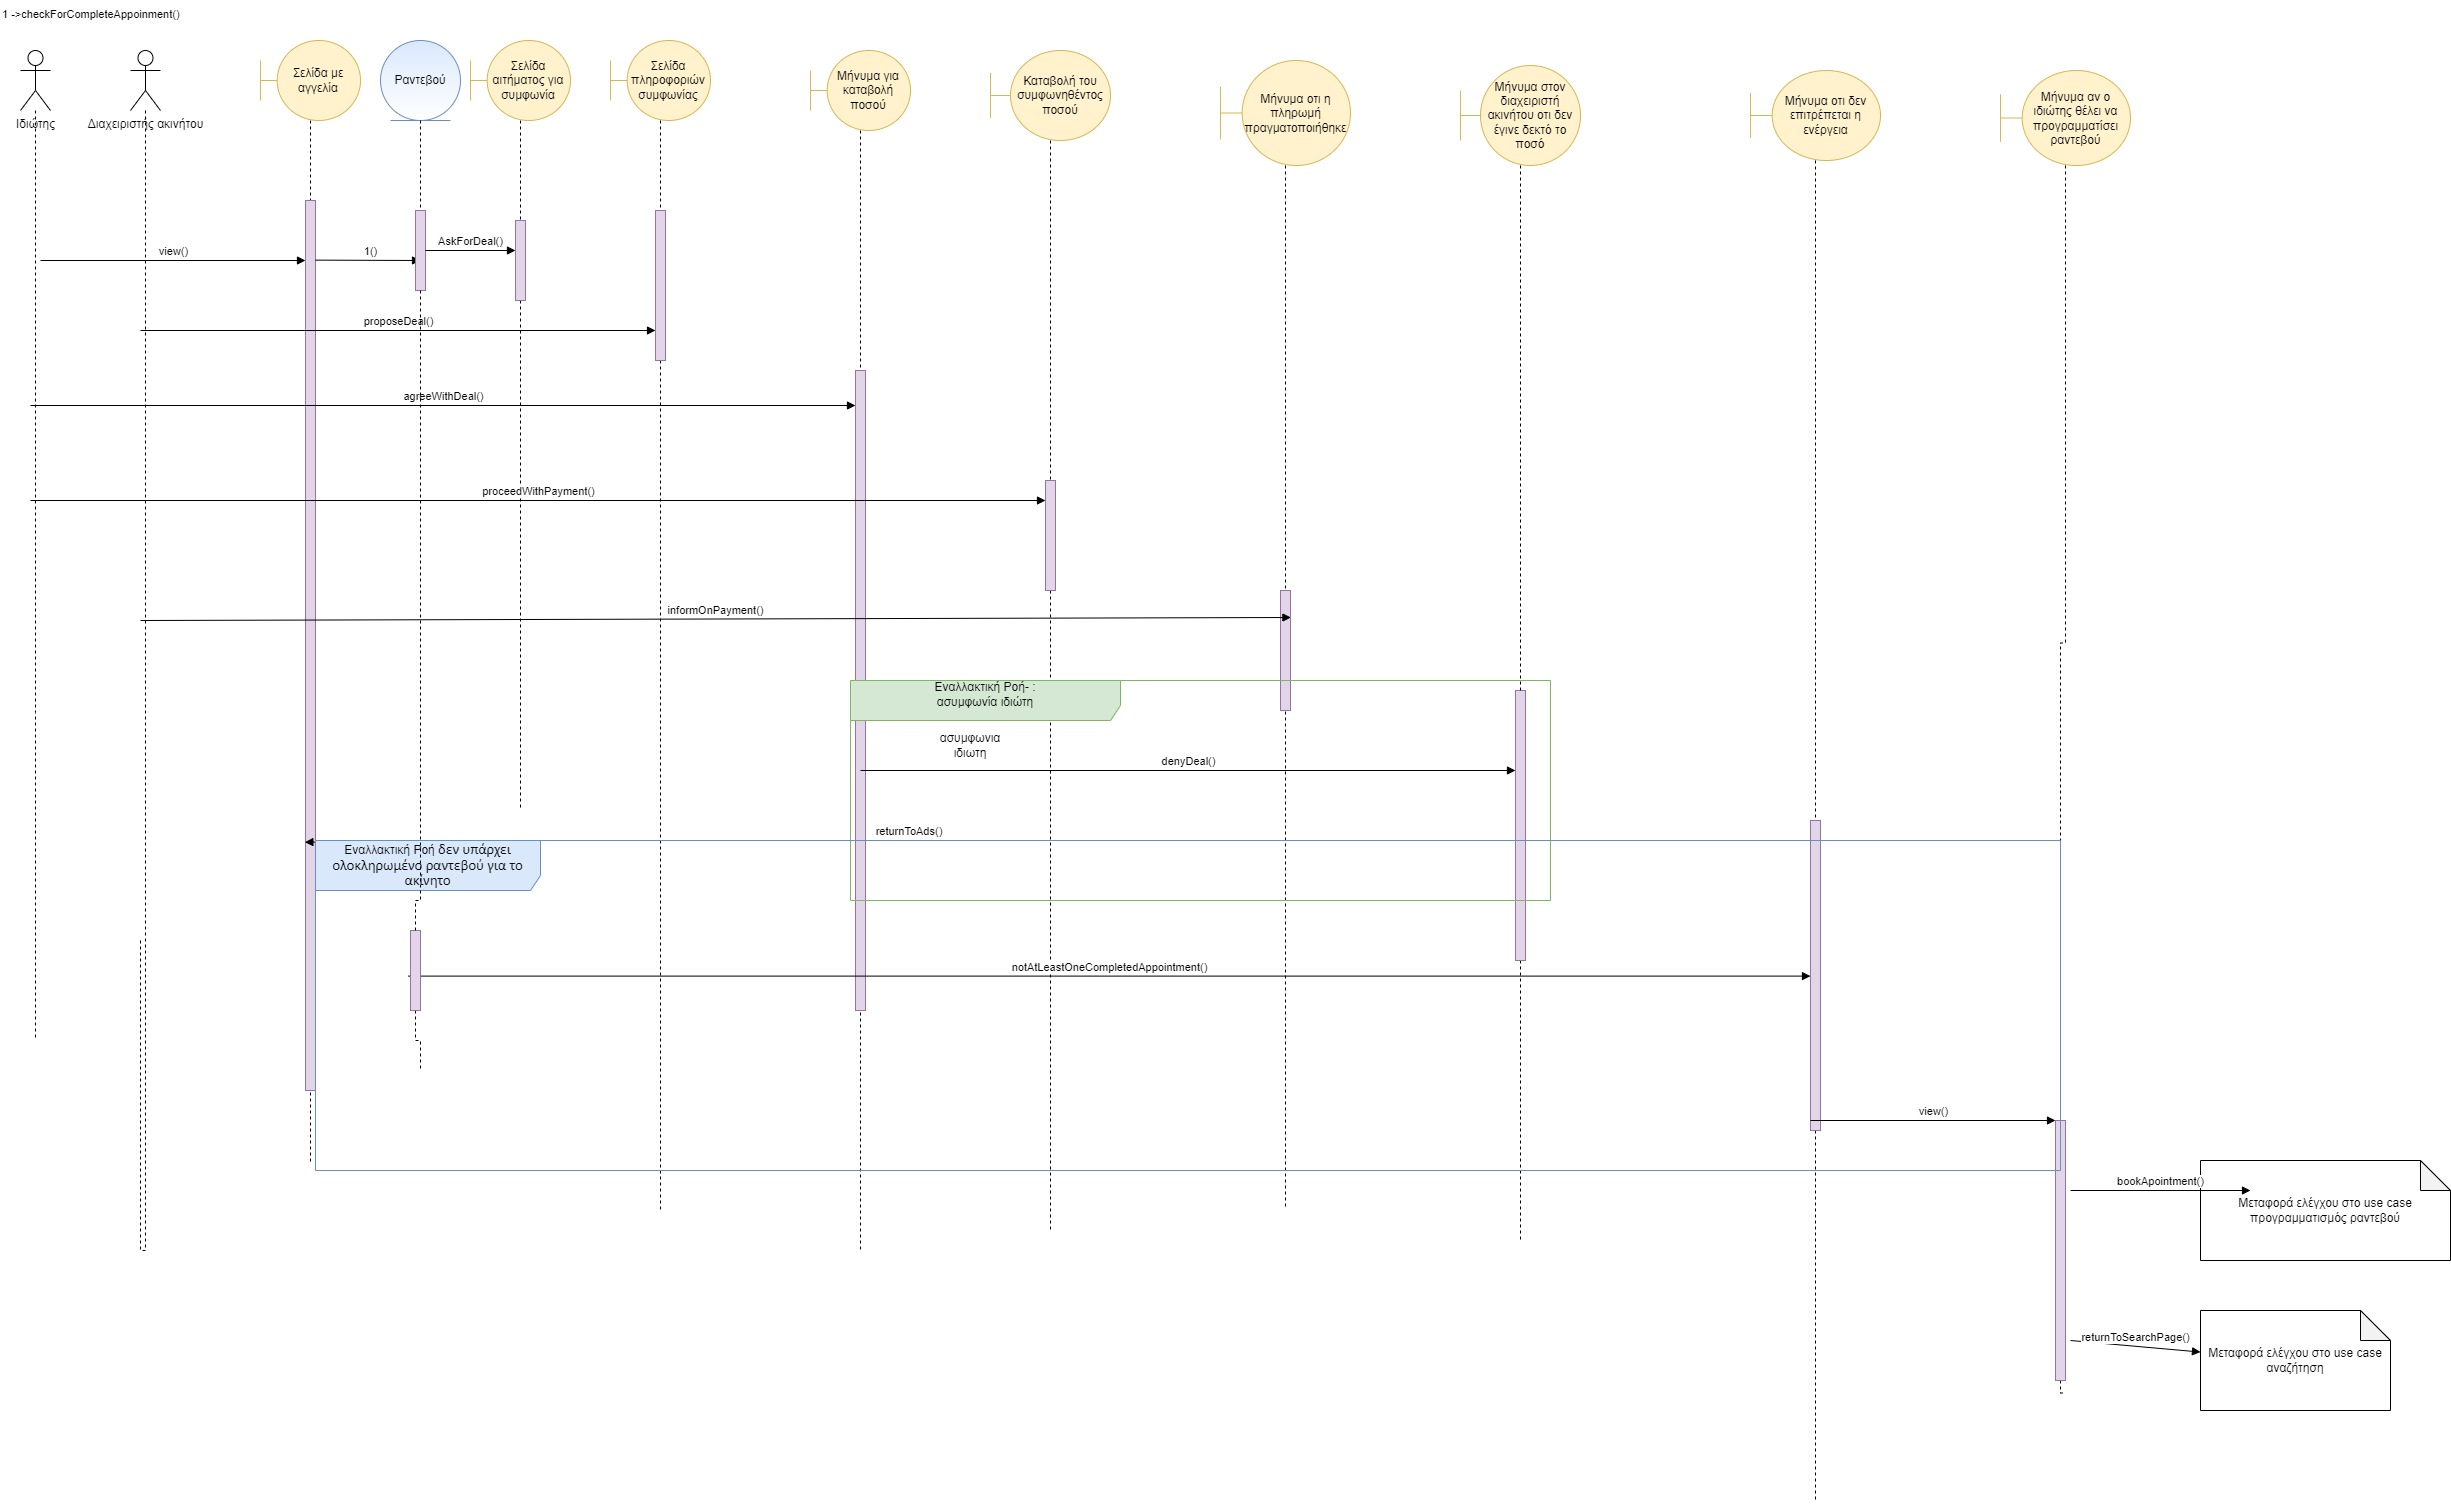 1 ->checkForCompleteAppoinment()
Ιδιώτης
Διαχειριστής ακινήτου
Σελίδα με
αγγελία
Ραντεβού
Σελίδα
αιτήματος για
συμφωνία
Σελίδα
πληροφοριών
συμφωνίας
Μήνυμα για
καταβολή
ποσού
Καταβολή του
συμφωνηθέντος
ποσού
Μήνυμα οτι η
πληρωμή
πραγματοποιήθηκε
Μήνυμα στον
διαχειριστή
ακινήτου οτι δεν
έγινε δεκτό το
ποσό
Μήνυμα οτι δεν
επιτρέπεται η
ενέργεια
Μήνυμα αν ο
ιδιώτης θέλει να
προγραμματίσει
ραντεβού
view()
1()
AskForDeal()
proposeDeal()
agreeWithDeal()
proceedWithPayment()
informOnPayment()
Εναλλακτική Ροή- :
ασυμφωνία ιδιώτη
ασυμφωνια
ιδιωτη
denyDeal()
returnToAds()
Εναλλακτική Ροή δεν υπάρχει
ολοκληρωμένο ραντεβού για το
ακίνητο
notAtLeastOneCompletedAppointment()
view()
bookApointment()
Μεταφορά ελέγχου στο use case
προγραμματισμός ραντεβού
returnToSearchPage()
Μεταφορά ελέγχου στο use case
αναζήτηση